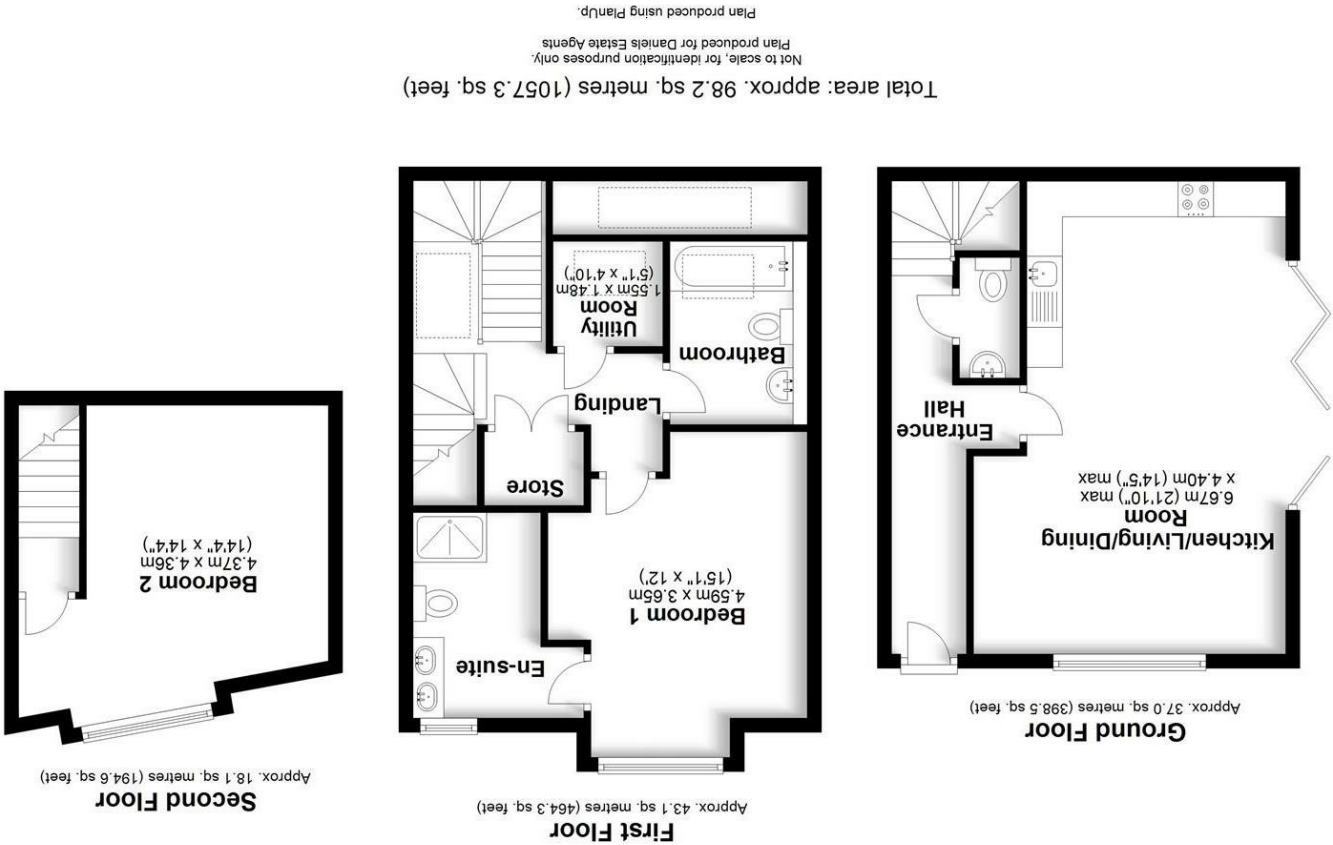 Ground Floor
Approx. 37.0 sq. metres (398.5 sq. feet)
Kitchen/Living/Dining
Room
6.67m (21'10") max
x 4.40m (14'5") max
Entrance
Hall
First Floor
Approx. 43.1 sq. metres (464.3 sq. feet)
En-suite
Bedroom 1
4.59m x 3.65m
(15'1" x 12')
Store
Landing
Bathroom
Utility
Room
1.55m x 1.48m
(5'1" x 4'10")
Second Floor
Approx. 18.1 sq. metres (194.6 sq. feet)
Bedroom 2
4.37m x 4.36m
(14'4" x 14'4")
Total area: approx. 98.2 sq. metres (1057.3 sq. feet)
Not to scale, for identification purposes only.
Plan produced for Daniels Estate Agents
Plan produced using PlanUp.